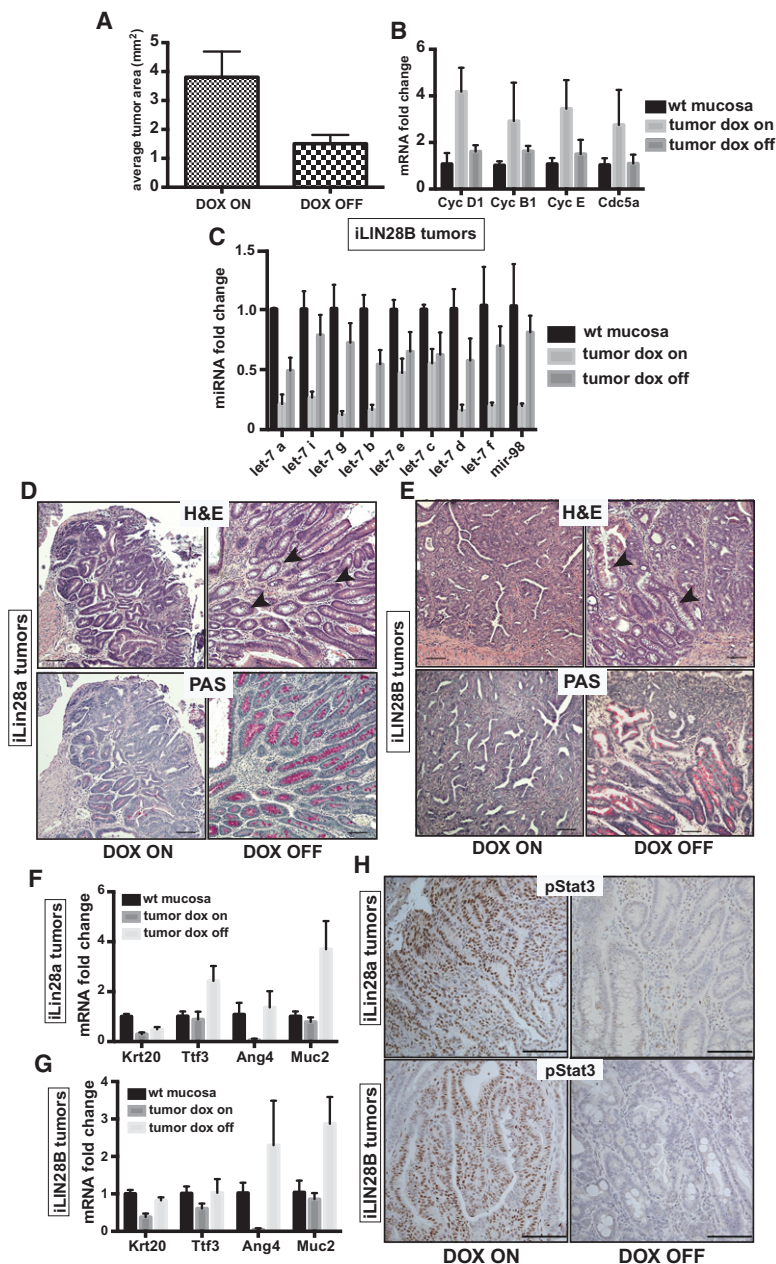 A
average tumor area (mm²)
5
4
3
2
1
0
DOX ON
DOX OFF
B
mRNA fold change
6
4
2
0
Cyc D1
Cyc B1
Cyc E
Cdc5a
wt mucosa
tumor dox on
tumor dox off
C
iLIN28B tumors
miRNA fold change
1.5
1.0
0.5
0
let-7 a
let-7 i
let-7 g
let-7 b
let-7 e
let-7 c
let-7 d
let-7 f
mir-98
wt mucosa
tumor dox on
tumor dox off
D
iLin28a tumors
H&E
PAS
DOX ON
DOX OFF
E
iLIN28B tumors
H&E
PAS
DOX ON
DOX OFF
F
iLin28a tumors
mRNA fold change
6
4
2
0
wt mucosa
tumor dox on
tumor dox off
Krt20
Ttf3
Ang4
Muc2
G
iLIN28B tumors
mRNA fold change
4
3
2
1
0
wt mucosa
tumor dox on
tumor dox off
Krt20
Ttf3
Ang4
Muc2
H
iLin28a tumors
pStat3
iLIN28B tumors
pStat3
DOX ON
DOX OFF